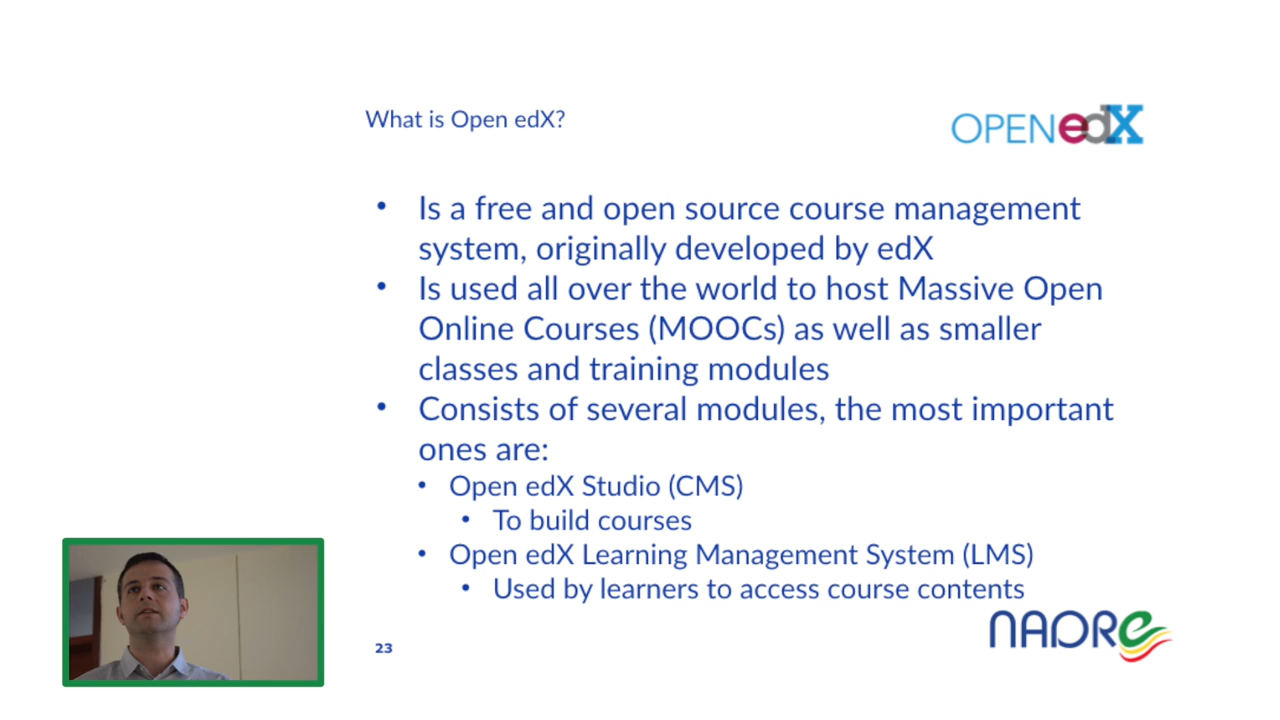 What is Open edX?
OPEN edX
• Is a free and open source course management
system, originally developed by edX
• Is used all over the world to host Massive Open
Online Courses (MOOCs) as well as smaller
classes and training modules
• Consists of several modules, the most important
ones are:
• Open edX Studio (CMS)
• To build courses
• Open edX Learning Management System (LMS)
• Used by learners to access course contents
NADRe
23